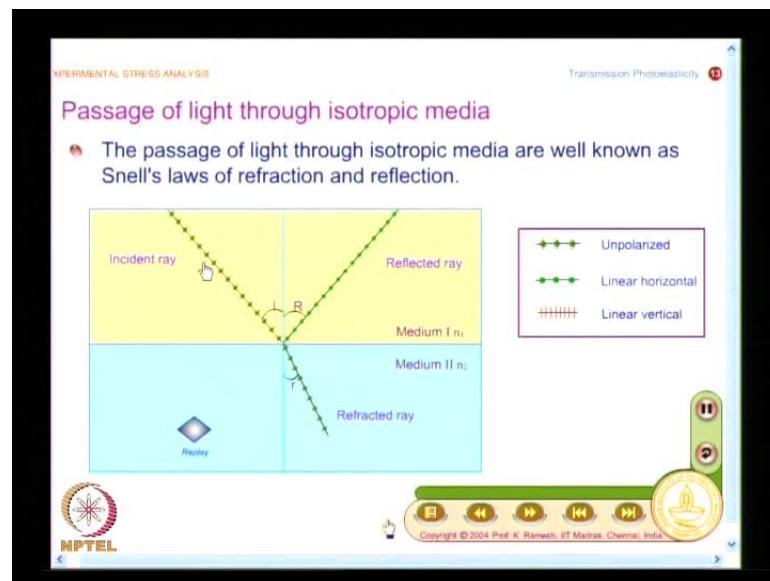 XPERIMENTAL STRESS ANALYSIS
Transmission Photoelasticity 13
Passage of light through isotropic media
The passage of light through isotropic media are well known as
Snell's laws of refraction and reflection.
Incident ray
Reflected ray
i
R
Medium I n₁
Medium II n₂
r
Refracted ray
Replay
Unpolarized
Linear horizontal
Linear vertical
NPTEL
Copyright © 2004 Prof. K. Ramesh, IIT Madras, Chennai, India